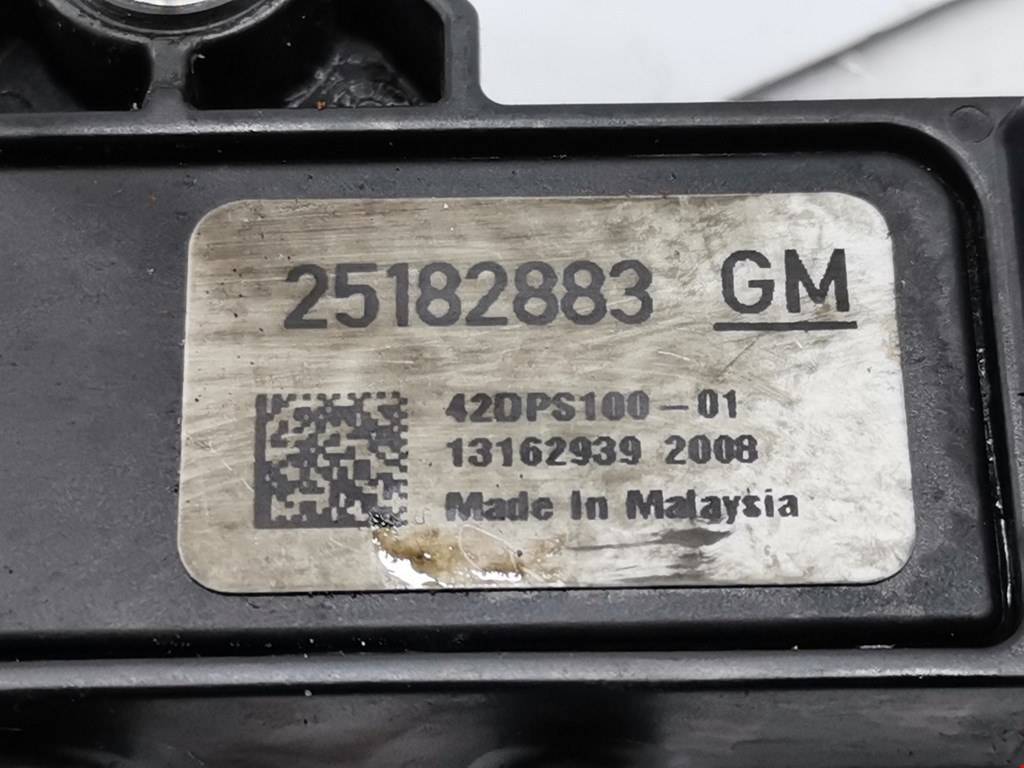 25182883 GM
42DPS100-01
13162939 2008
Made In Malaysia